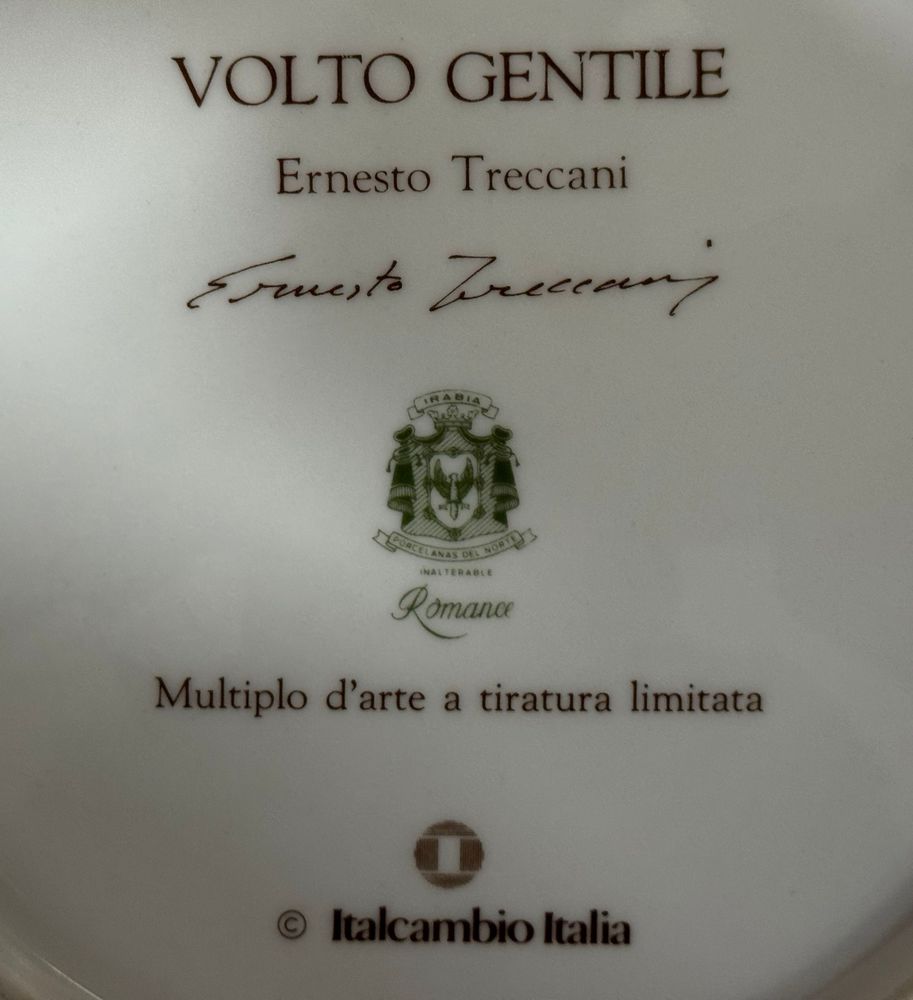 VOLTO GENTILE
Ernesto Treccani
Ernesto Treccani
IRABIA
PORCELANAS DEL NORTE
INALTERABLE
Romance
Multiplo d'arte a tiratura limitata
© Italcambio Italia